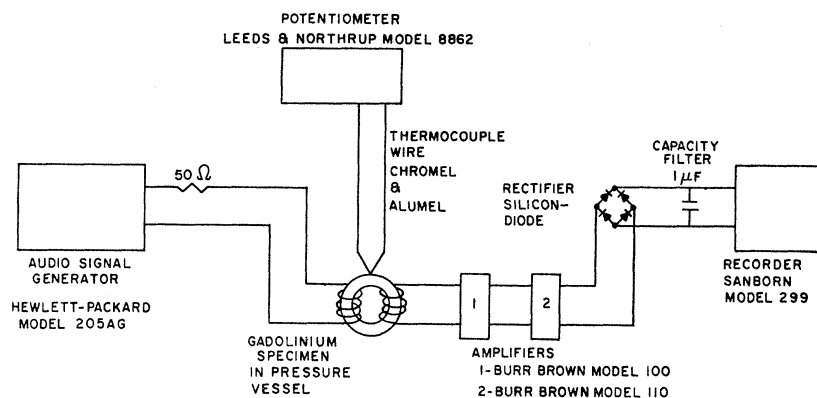 POTENTIOMETER
LEEDS & NORTHRUP MODEL 8862
THERMOCOUPLE
WIRE
CHROMEL
&
ALUMEL
50 Ω
AUDIO SIGNAL
GENERATOR
HEWLETT-PACKARD
MODEL 205AG
GADOLINIUM
SPECIMEN
IN PRESSURE
VESSEL
1
2
AMPLIFIERS
1-BURR BROWN MODEL 100
2-BURR BROWN MODEL 110
RECTIFIER
SILICON-
DIODE
CAPACITY
FILTER
1 μF
RECORDER
SANBORN
MODEL 299